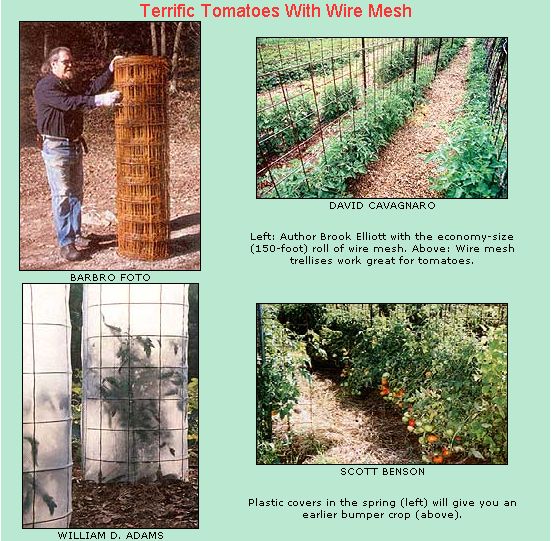 Terrific Tomatoes With Wire Mesh
BARBRO FOTO
DAVID CAVAGNARO
Left: Author Brook Elliott with the economy-size
(150-foot) roll of wire mesh. Above: Wire mesh
trellises work great for tomatoes.
WILLIAM D. ADAMS
SCOTT BENSON
Plastic covers in the spring (left) will give you an
earlier bumper crop (above).